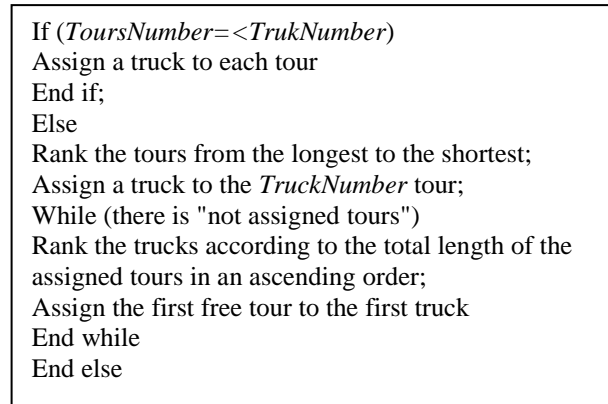 If (ToursNumber=<TrukNumber)
Assign a truck to each tour
End if;
Else
Rank the tours from the longest to the shortest;
Assign a truck to the TruckNumber tour;
While (there is "not assigned tours")
Rank the trucks according to the total length of the
assigned tours in an ascending order;
Assign the first free tour to the first truck
End while
End else